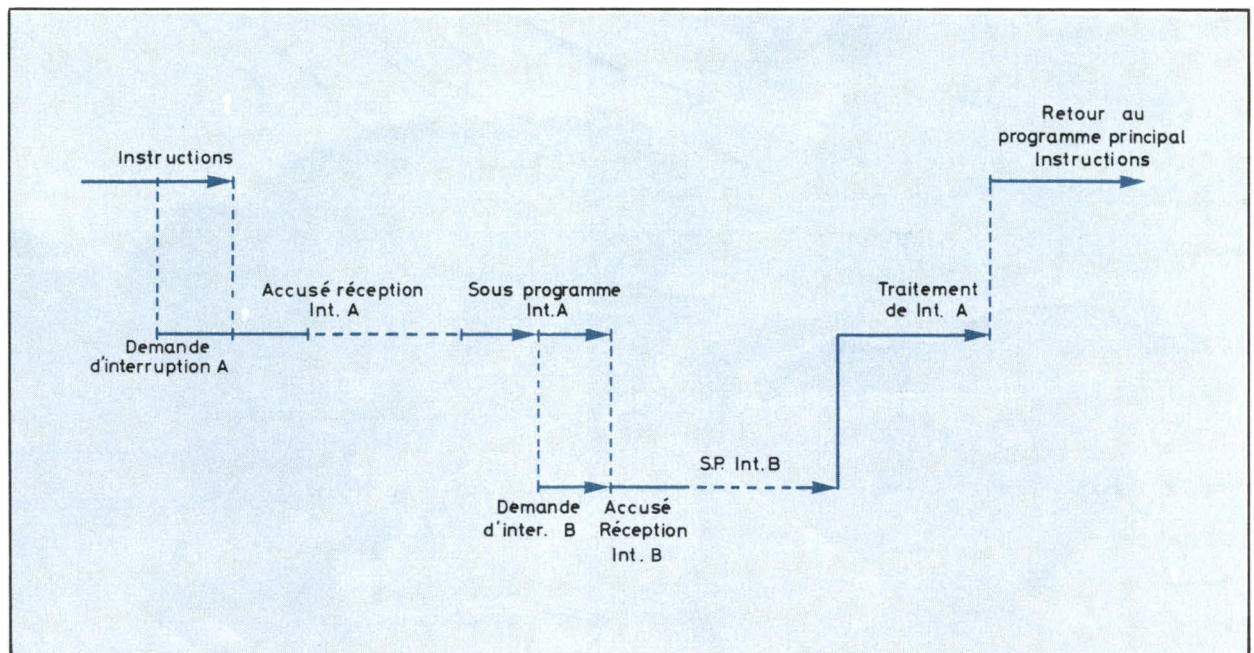 Instructions
Retour au
programme principal
Instructions
Accusé réception
Int. A
Sous programme
Int.A
Traitement
de Int. A
Demande
d'interruption A
S.P. Int.B
Demande
d'inter. B
Accusé
Réception
Int. B